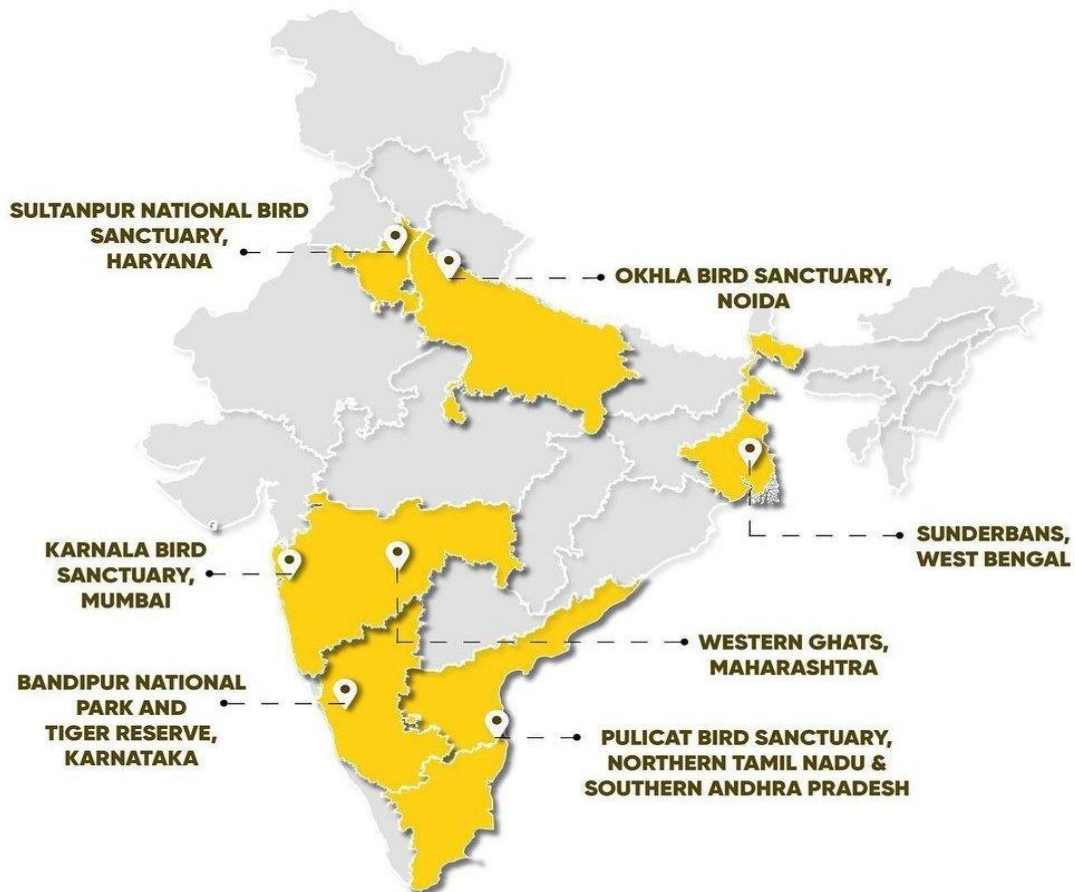 SULTANPUR NATIONAL BIRD
SANCTUARY,
HARYANA
OKHLA BIRD SANCTUARY,
NOIDA
SUNDERBANS,
WEST BENGAL
KARNALA BIRD
SANCTUARY,
MUMBAI
WESTERN GHATS,
MAHARASHTRA
BANDIPUR NATIONAL
PARK AND
TIGER RESERVE,
KARNATAKA
PULICAT BIRD SANCTUARY,
NORTHERN TAMIL NADU &
SOUTHERN ANDHRA PRADESH